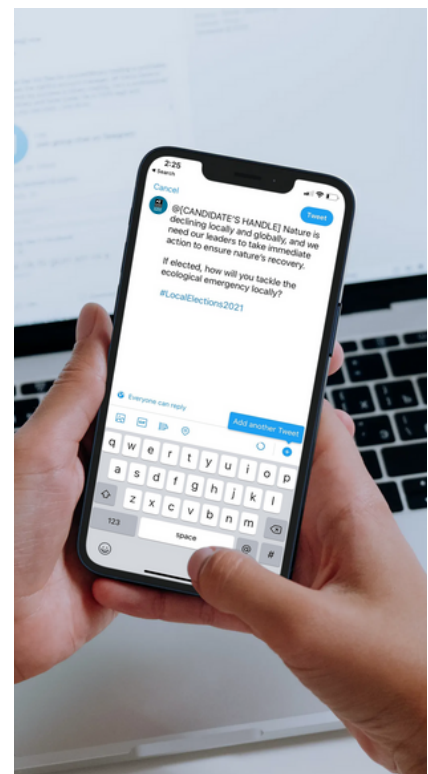 2:25
◀ Search
Cancel
Tweet
@[CANDIDATE'S HANDLE] Nature is
declining locally and globally, and we
need our leaders to take immediate
action to ensure nature's recovery.
If elected, how will you tackle the
ecological emergency locally?
#LocalElections2021
Everyone can reply
Add another Tweet
GIF
q w e r t y u i o p
a s d f g h j k l
z x c v b n m
123
space
@
#